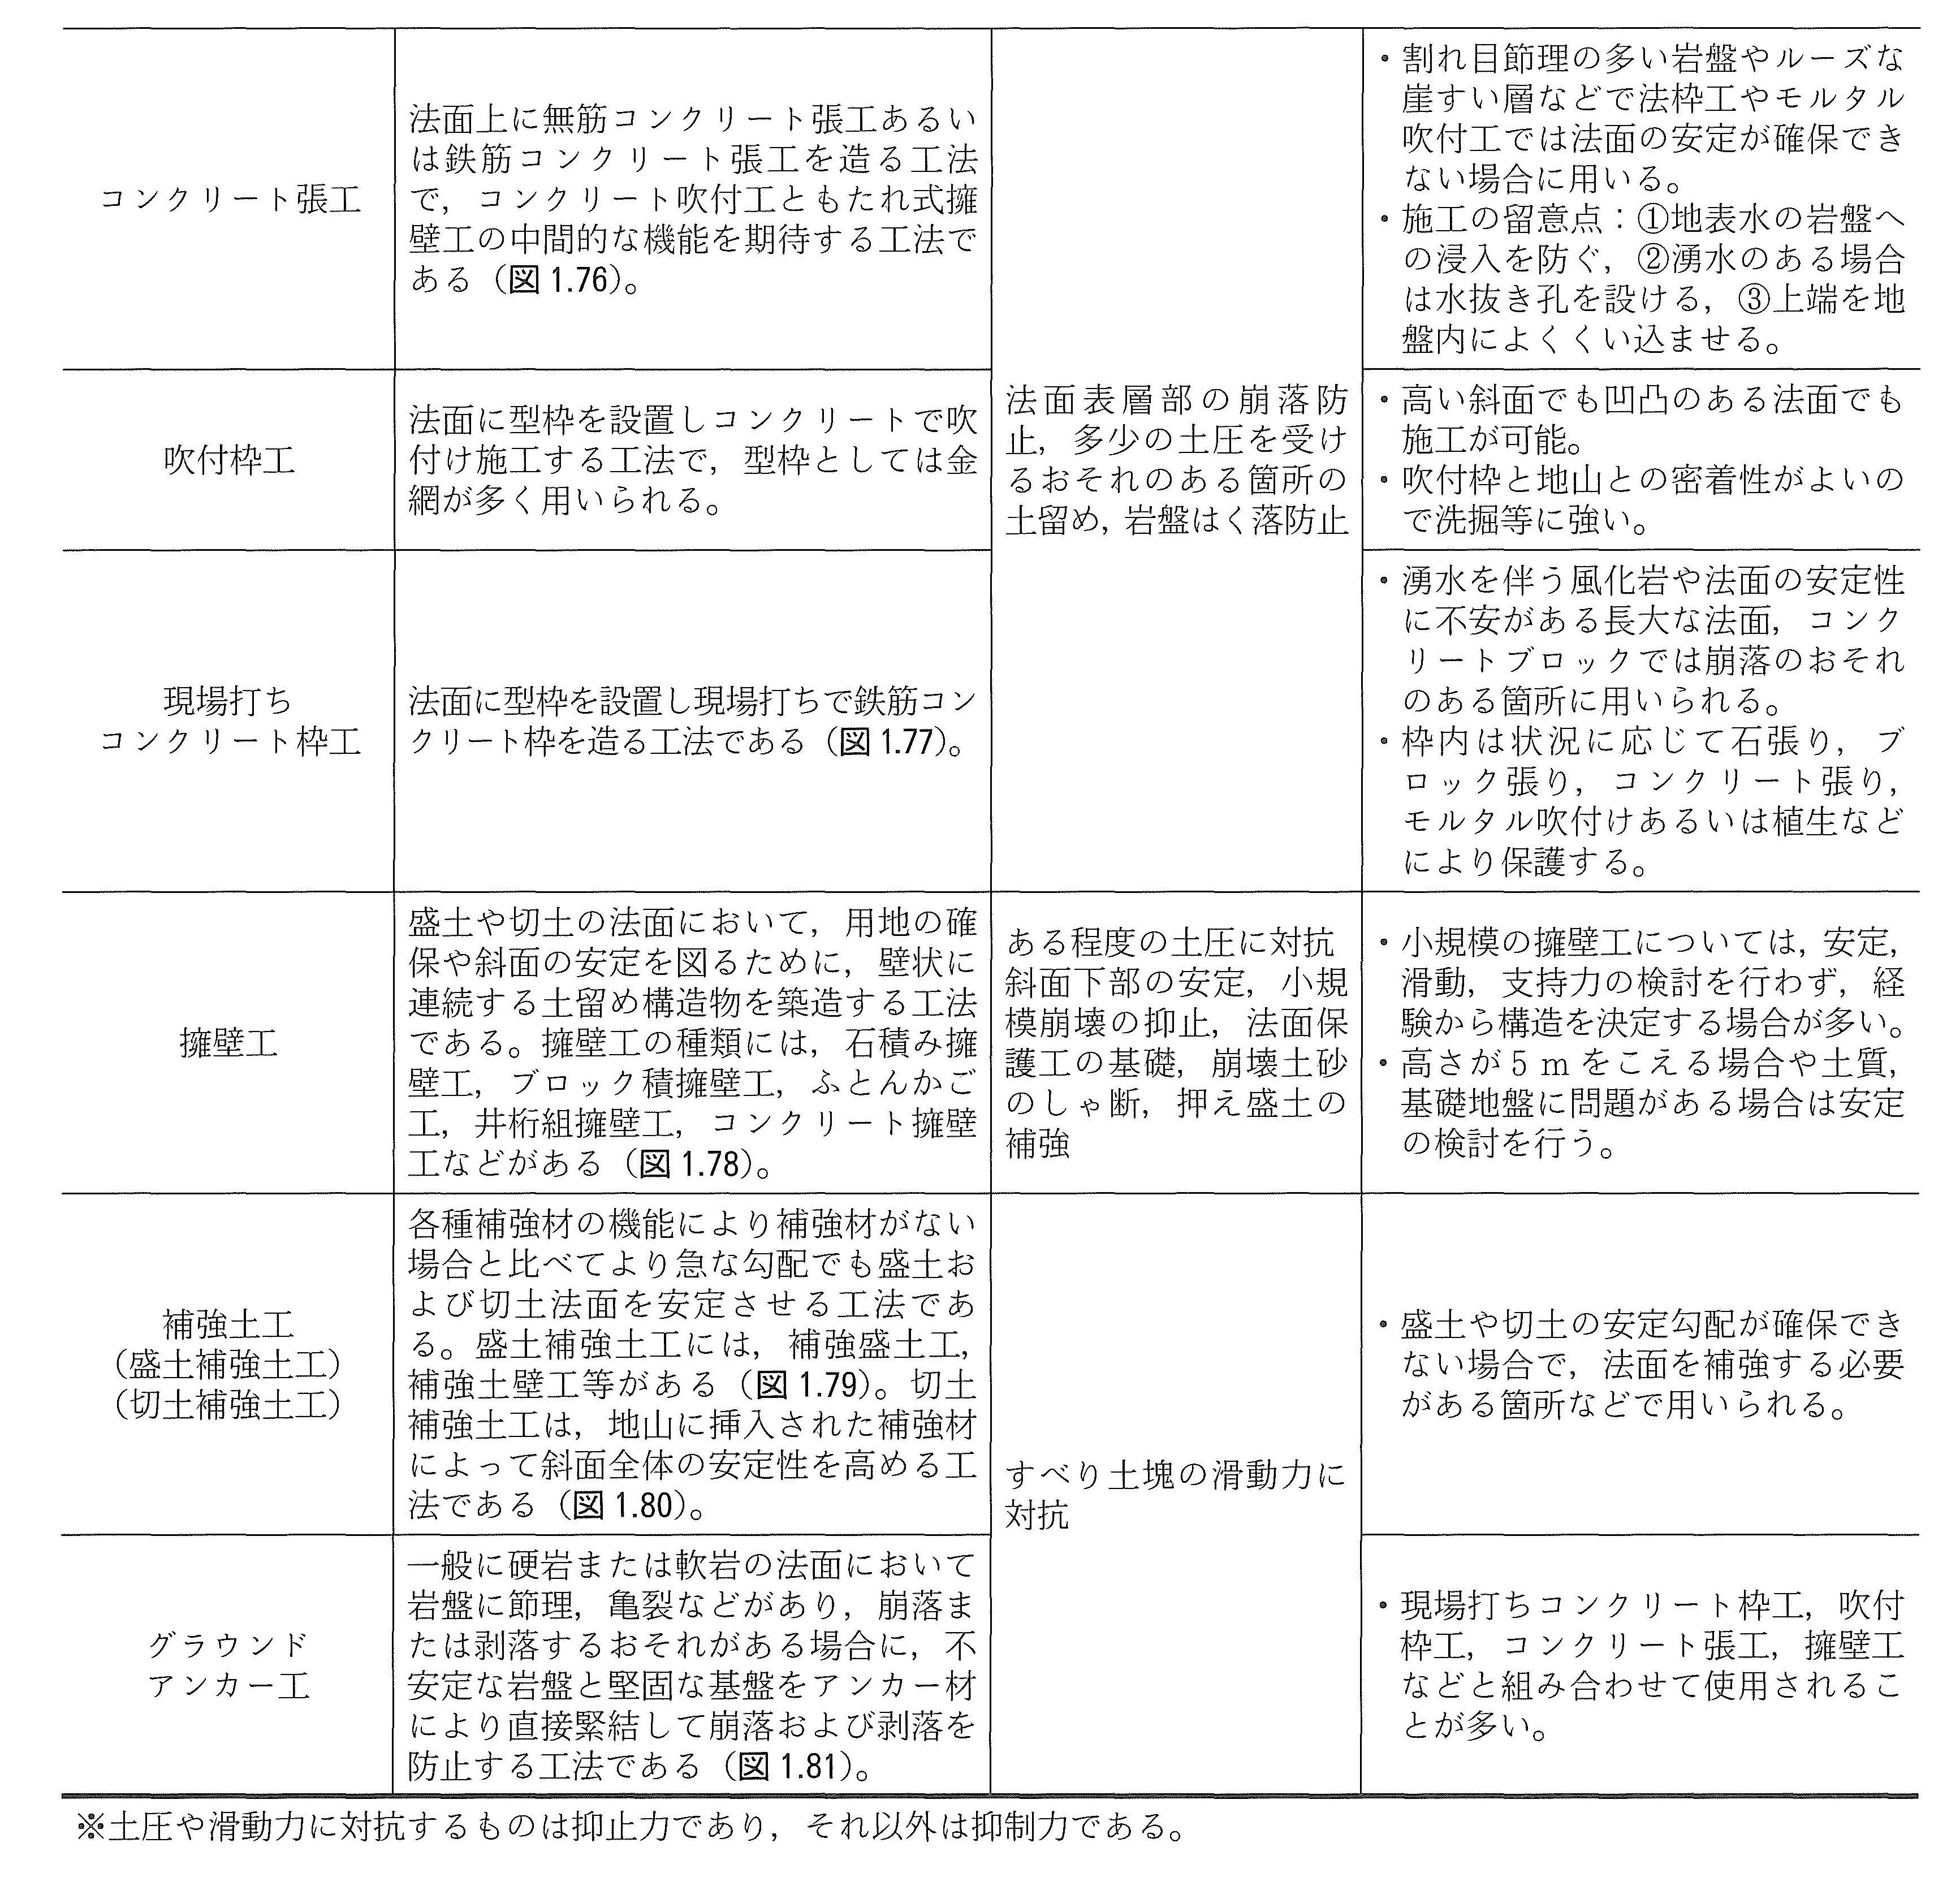 コンクリート張工
法面上に無筋コンクリート張工あるい
は鉄筋コンクリート張工を造る工法
で，コンクリート吹付工ともたれ式擁
壁工の中間的な機能を期待する工法で
ある（図1.76）。
・割れ目節理の多い岩盤やルーズな
崖すい層などで法枠工やモルタル
吹付工では法面の安定が確保でき
ない場合に用いる。
・施工の留意点：①地表水の岩盤へ
の浸入を防ぐ，②湧水のある場合
は水抜き孔を設ける，③上端を地
盤内によくくい込ませる。
吹付枠工
法面に型枠を設置しコンクリートで吹
付け施工する工法で，型枠としては金
網が多く用いられる。
法面表層部の崩落防
止，多少の土圧を受け
るおそれのある箇所の
土留め，岩盤はく落防止
・高い斜面でも凹凸のある法面でも
施工が可能。
・吹付枠と地山との密着性がよいの
で洗掘等に強い。
現場打ち
コンクリート枠工
法面に型枠を設置し現場打ちで鉄筋コン
クリート枠を造る工法である（図1.77）。
・湧水を伴う風化岩や法面の安定性
に不安がある長大な法面，コンク
リートブロックでは崩落のおそれ
のある箇所に用いられる。
・枠内は状況に応じて石張り，ブ
ロック張り，コンクリート張り，
モルタル吹付けあるいは植生など
により保護する。
擁壁工
盛土や切土の法面において，用地の確
保や斜面の安定を図るために，壁状に
連続する土留め構造物を築造する工法
である。擁壁工の種類には，石積み擁
壁工，ブロック積擁壁工，ふとんかご
工，井桁組擁壁工，コンクリート擁壁
工などがある（図1.78）。
ある程度の土圧に対抗
斜面下部の安定，小規
模崩壊の抑止，法面保
護工の基礎，崩壊土砂
のしゃ断，押え盛土の
補強
・小規模の擁壁工については，安定，
滑動，支持力の検討を行わず，経
験から構造を決定する場合が多い。
・高さが5 mをこえる場合や土質，
基礎地盤に問題がある場合は安定
の検討を行う。
補強土工
（盛土補強土工）
（切土補強土工）
各種補強材の機能により補強材がない
場合と比べてより急な勾配でも盛土お
よび切土法面を安定させる工法であ
る。盛土補強土工には，補強盛土工，
補強土壁工等がある（図1.79）。切土
補強土工は，地山に挿入された補強材
によって斜面全体の安定性を高める工
法である（図1.80）。
すべり土塊の滑動力に
対抗
・盛土や切土の安定勾配が確保でき
ない場合で，法面を補強する必要
がある箇所などで用いられる。
グラウンド
アンカー工
一般に硬岩または軟岩の法面において
岩盤に節理，亀裂などがあり，崩落ま
たは剥落するおそれがある場合に，不
安定な岩盤と堅固な基盤をアンカー材
により直接緊結して崩落および剥落を
防止する工法である（図1.81）。
・現場打ちコンクリート枠工，吹付
枠工，コンクリート張工，擁壁工
などと組み合わせて使用されるこ
とが多い。
※土圧や滑動力に対抗するものは抑止力であり，それ以外は抑制力である。